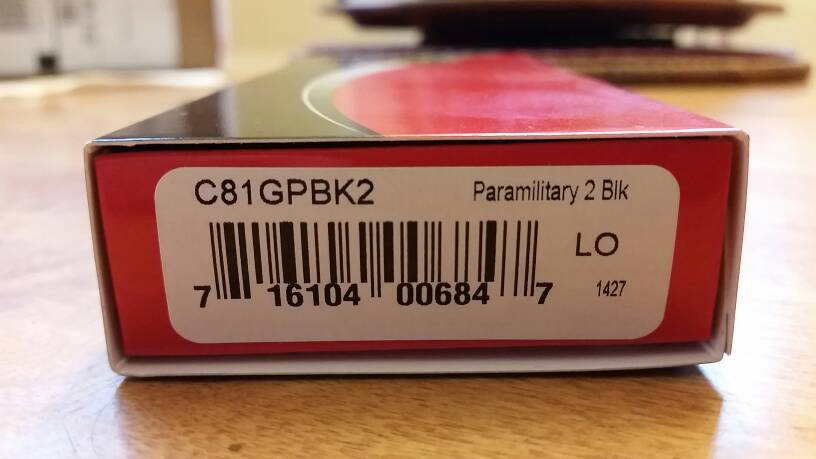 C81GPBK2 Paramilitary 2 Blk
LO
7 16104 00684 7 1427